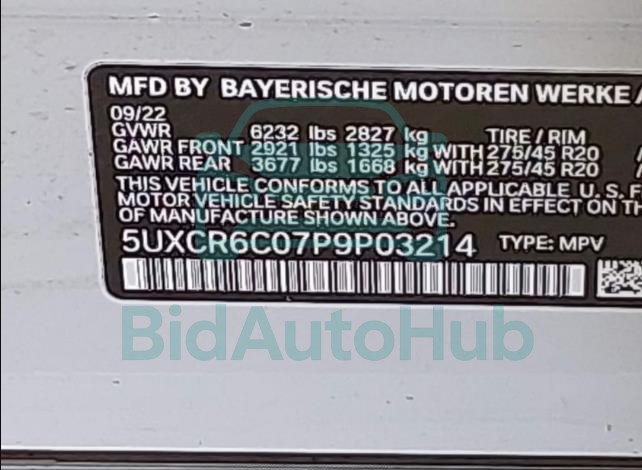 MFD BY BAYERISCHE MOTOREN WERKE
09/22
GVWR 6232 lbs 2827 kg TIRE / RIM
GAWR FRONT 2921 lbs 1325 kg WITH 275/45 R20
GAWR REAR 3677 lbs 1668 kg WITH 275/45 R20
THIS VEHICLE CONFORMS TO ALL APPLICABLE U.S.
MOTOR VEHICLE SAFETY STANDARDS IN EFFECT ON
OF MANUFACTURE SHOWN ABOVE.
5UXCR6C07P9P03214 TYPE: MPV
BidAutoHub